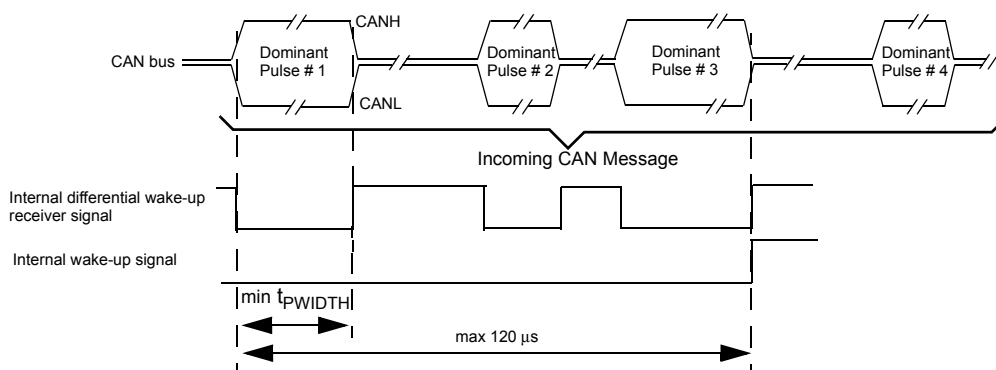 CANH
CAN bus
Dominant
Pulse # 1
Dominant
Pulse # 2
Dominant
Pulse # 3
Dominant
Pulse # 4
CANL
Incoming CAN Message
Internal differential wake-up
receiver signal
Internal wake-up signal
min tPWIDTH
max 120 μs